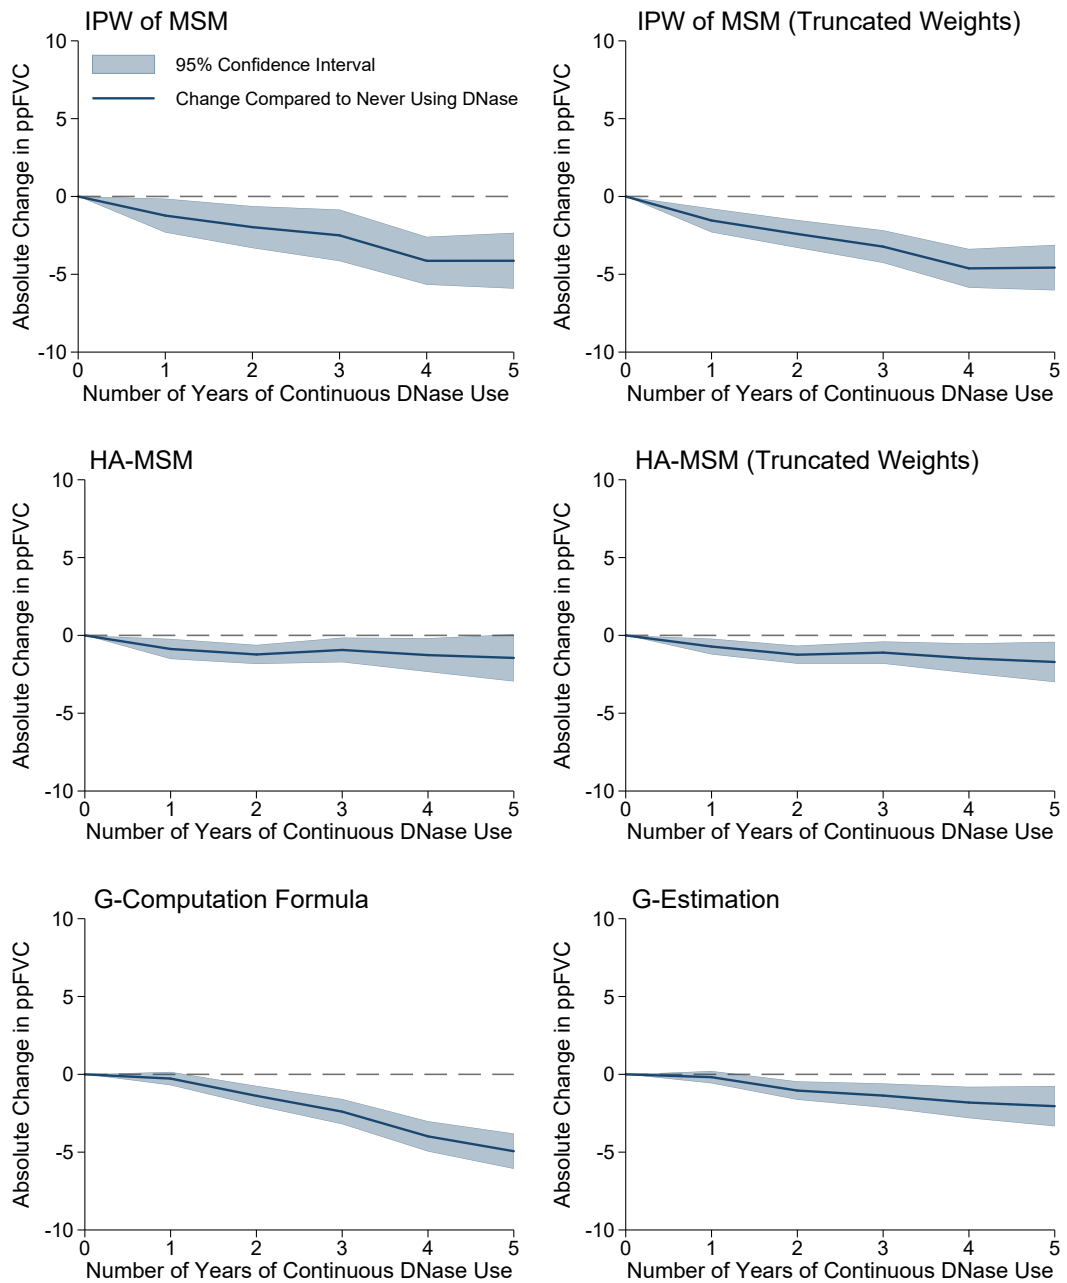 IPW of MSM
10
5
0
-5
-10
Absolute Change in ppFVC
95% Confidence Interval
Change Compared to Never Using DNase
0 1 2 3 4 5
Number of Years of Continuous DNase Use
IPW of MSM (Truncated Weights)
10
5
0
-5
-10
Absolute Change in ppFVC
0 1 2 3 4 5
Number of Years of Continuous DNase Use
HA-MSM
10
5
0
-5
-10
Absolute Change in ppFVC
0 1 2 3 4 5
Number of Years of Continuous DNase Use
HA-MSM (Truncated Weights)
10
5
0
-5
-10
Absolute Change in ppFVC
0 1 2 3 4 5
Number of Years of Continuous DNase Use
G-Computation Formula
10
5
0
-5
-10
Absolute Change in ppFVC
0 1 2 3 4 5
Number of Years of Continuous DNase Use
G-Estimation
10
5
0
-5
-10
Absolute Change in ppFVC
0 1 2 3 4 5
Number of Years of Continuous DNase Use